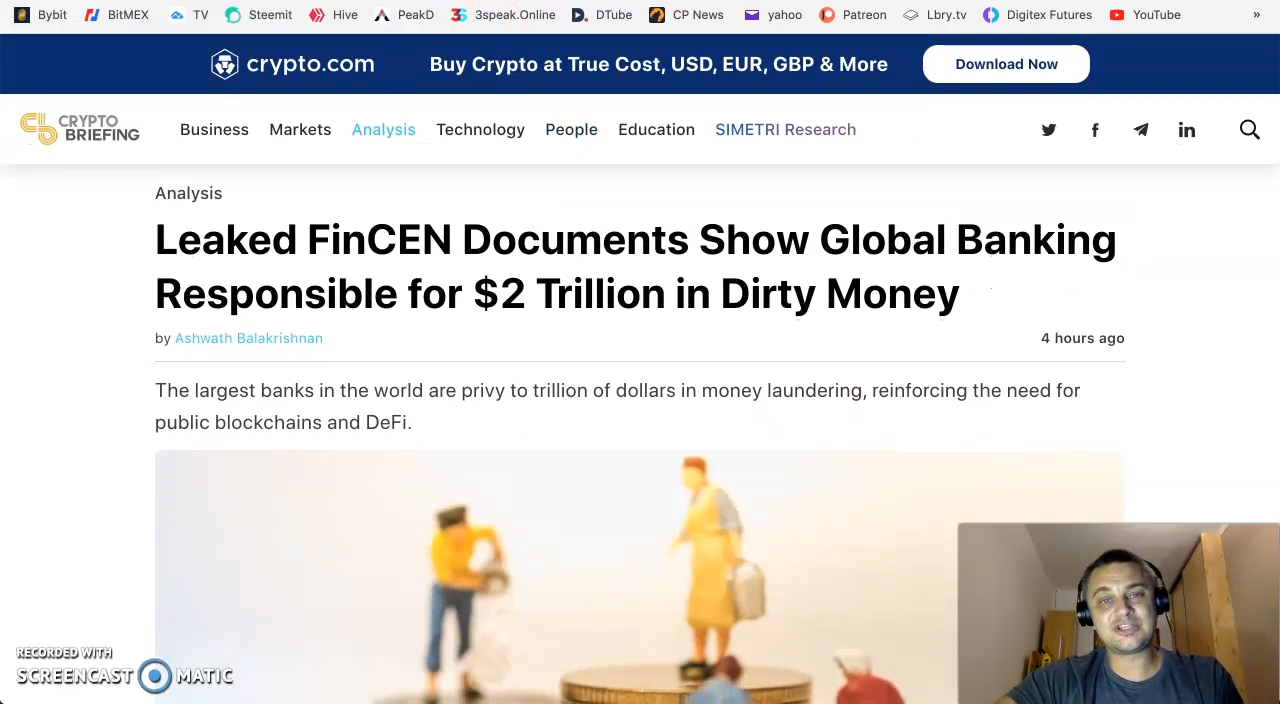 Bybit BitMEX TV Steemit Hive PeakD 3speak.Online DTube CP News yahoo Patreon Lbry.tv Digitex Futures YouTube »
crypto.com Buy Crypto at True Cost, USD, EUR, GBP & More Download Now
CRYPTO
BRIEFING
Business Markets Analysis Technology People Education SIMETRI Research
Analysis
Leaked FinCEN Documents Show Global Banking
Responsible for $2 Trillion in Dirty Money
by Ashwath Balakrishnan 4 hours ago
The largest banks in the world are privy to trillion of dollars in money laundering, reinforcing the need for
public blockchains and DeFi.
RECORDED WITH
SCREENCAST MATIC